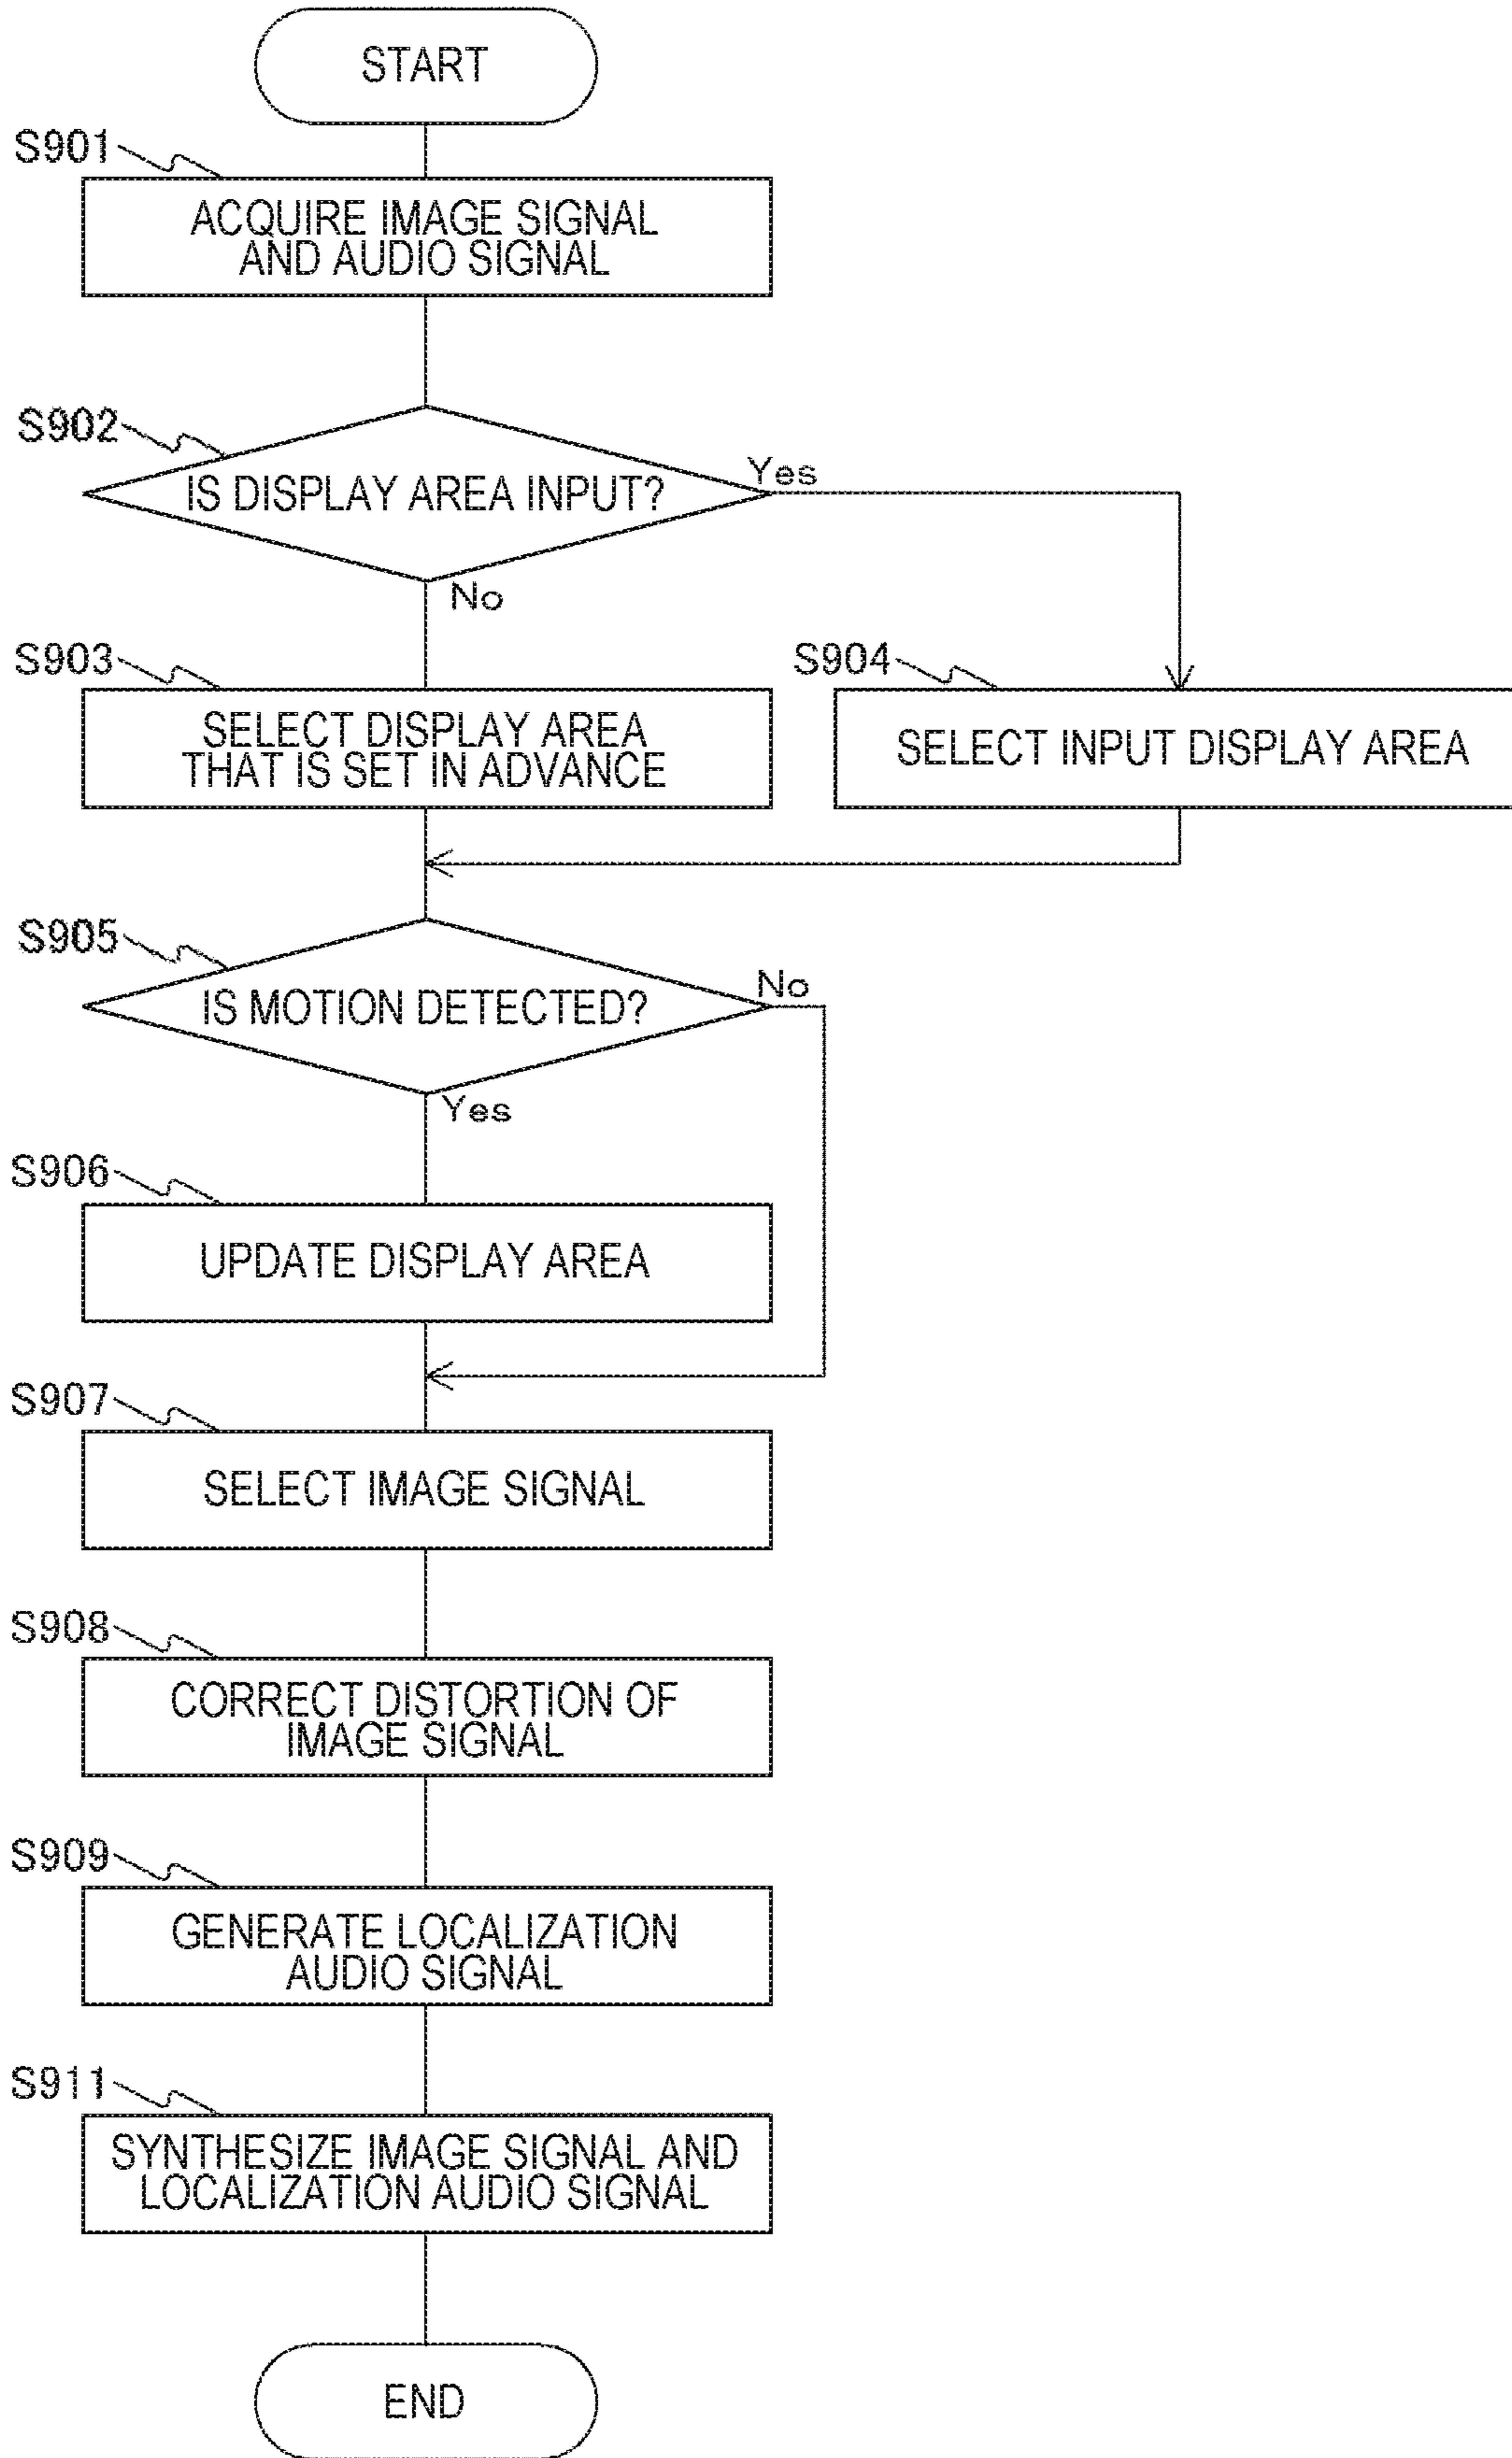 START
S901
ACQUIRE IMAGE SIGNAL
AND AUDIO SIGNAL
S902
IS DISPLAY AREA INPUT?
Yes
No
S903
SELECT DISPLAY AREA
THAT IS SET IN ADVANCE
S904
SELECT INPUT DISPLAY AREA
S905
IS MOTION DETECTED?
No
Yes
S906
UPDATE DISPLAY AREA
S907
SELECT IMAGE SIGNAL
S908
CORRECT DISTORTION OF
IMAGE SIGNAL
S909
GENERATE LOCALIZATION
AUDIO SIGNAL
S911
SYNTHESIZE IMAGE SIGNAL AND
LOCALIZATION AUDIO SIGNAL
END